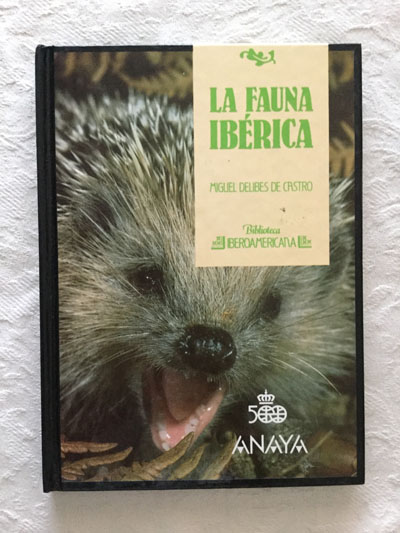 LA FAUNA
IBÉRICA
MIGUEL DELIBES DE CASTRO
Biblioteca
IBEROAMERICANA
500
ANAYA